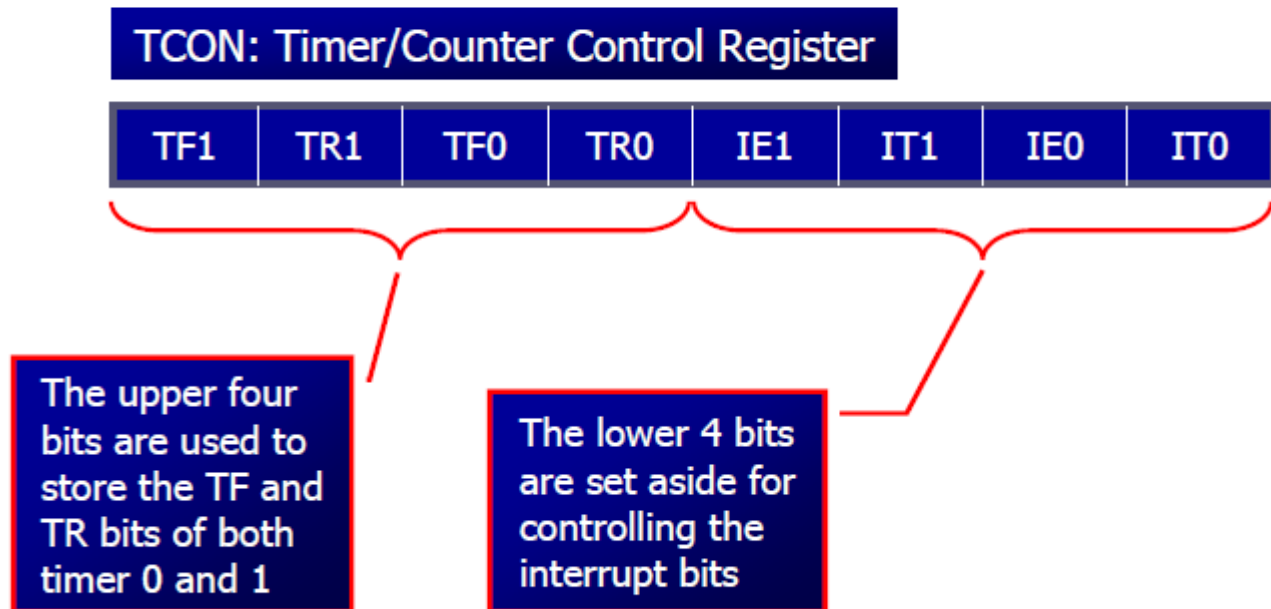 TCON: Timer/Counter Control Register
TF1 TR1 TF0 TR0 IE1 IT1 IE0 IT0
The upper four
bits are used to
store the TF and
TR bits of both
timer 0 and 1
The lower 4 bits
are set aside for
controlling the
interrupt bits